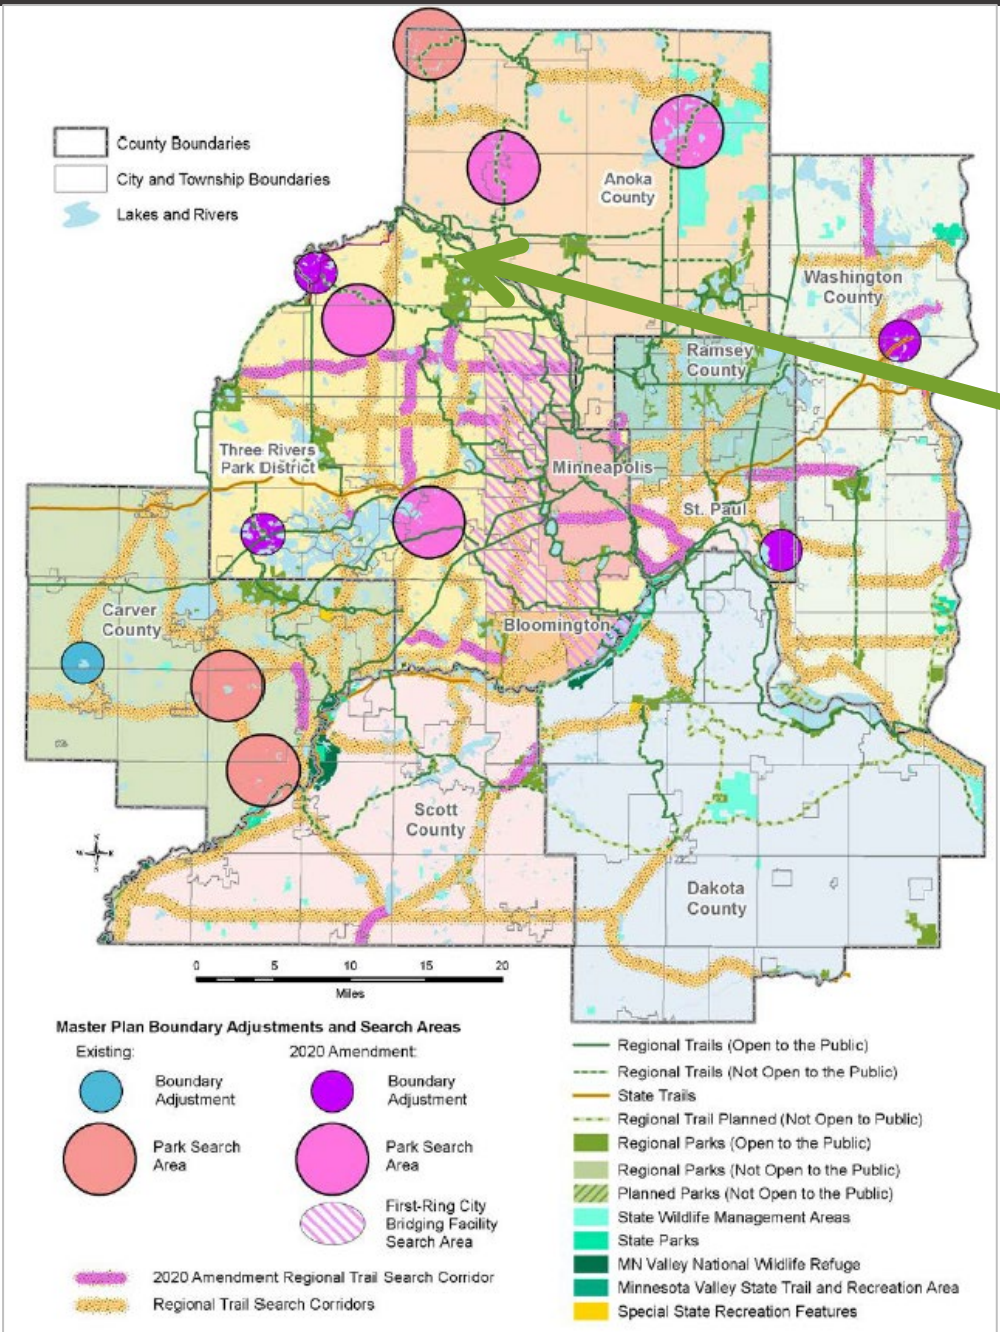 County Boundaries
City and Township Boundaries
Lakes and Rivers
Anoka
County
Washington
County
Ramsey
County
Three Rivers
Park District
Minneapolis
St. Paul
Carver
County
Bloomington
Scott
County
Dakota
County
N
W
E
S
0 5 10 15 20
Miles
Master Plan Boundary Adjustments and Search Areas
Existing:
2020 Amendment:
Boundary
Adjustment
Boundary
Adjustment
Park Search
Area
Park Search
Area
First-Ring City
Bridging Facility
Search Area
2020 Amendment Regional Trail Search Corridor
Regional Trail Search Corridors
Regional Trails (Open to the Public)
Regional Trails (Not Open to the Public)
State Trails
Regional Trail Planned (Not Open to Public)
Regional Parks (Open to the Public)
Regional Parks (Not Open to the Public)
Planned Parks (Not Open to the Public)
State Wildlife Management Areas
State Parks
MN Valley National Wildlife Refuge
Minnesota Valley State Trail and Recreation Area
Special State Recreation Features